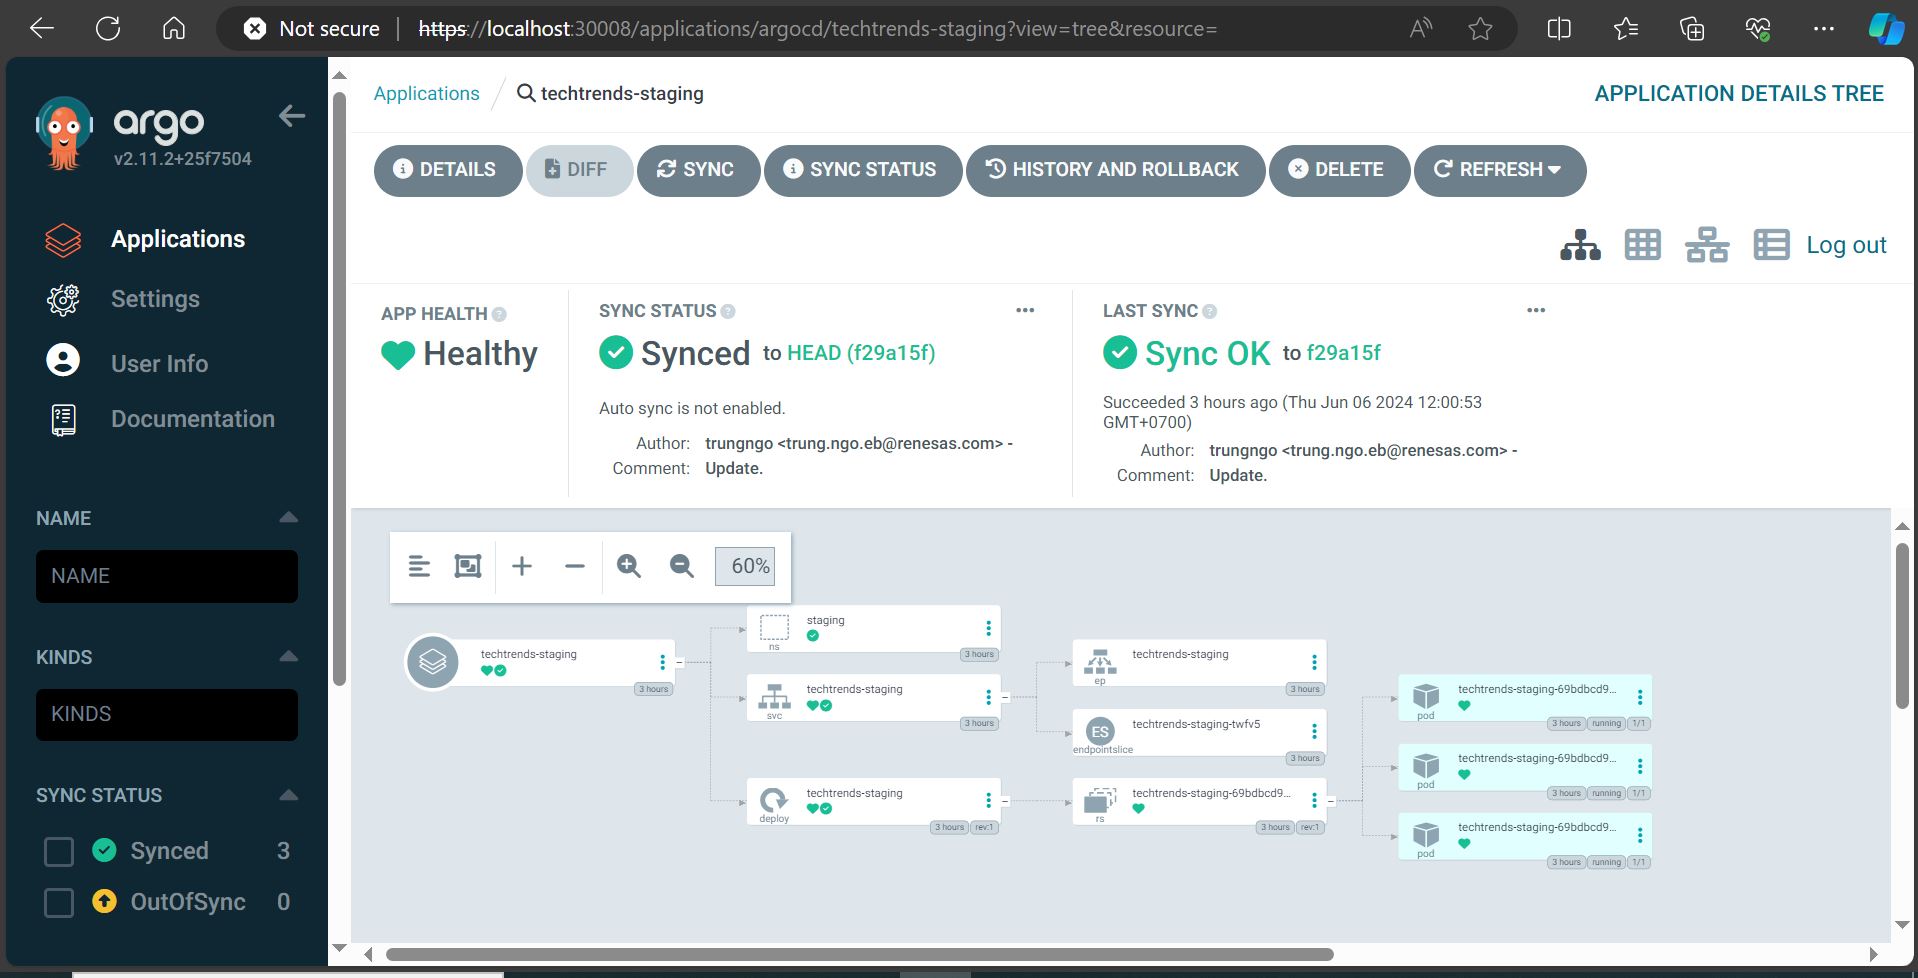 Not secure | https://localhost:30008/applications/argocd/techtrends-staging?view=tree&resource=
argo
v2.11.2+25f7504
Applications
Settings
User Info
Documentation
NAME
NAME
KINDS
KINDS
SYNC STATUS
Synced 3
OutOfSync 0
Applications / techtrends-staging
APPLICATION DETAILS TREE
DETAILS
DIFF
SYNC
SYNC STATUS
HISTORY AND ROLLBACK
DELETE
REFRESH
Log out
APP HEALTH
Healthy
SYNC STATUS
Synced to HEAD (f29a15f)
Auto sync is not enabled.
Author: trungngo <trung.ngo.eb@renesas.com> -
Comment: Update.
LAST SYNC
Sync OK to f29a15f
Succeeded 3 hours ago (Thu Jun 06 2024 12:00:53
GMT+0700)
Author: trungngo <trung.ngo.eb@renesas.com> -
Comment: Update.
60%
techtrends-staging
3 hours
staging
ns
3 hours
techtrends-staging
svc
3 hours
techtrends-staging
deploy
3 hours rev:1
techtrends-staging
ep
3 hours
techtrends-staging-twfv5
ES
endpointslice
3 hours
techtrends-staging-69bdbcd9...
rs
3 hours rev:1
techtrends-staging-69bdbcd9...
pod
3 hours running 1/1
techtrends-staging-69bdbcd9...
pod
3 hours running 1/1
techtrends-staging-69bdbcd9...
pod
3 hours running 1/1